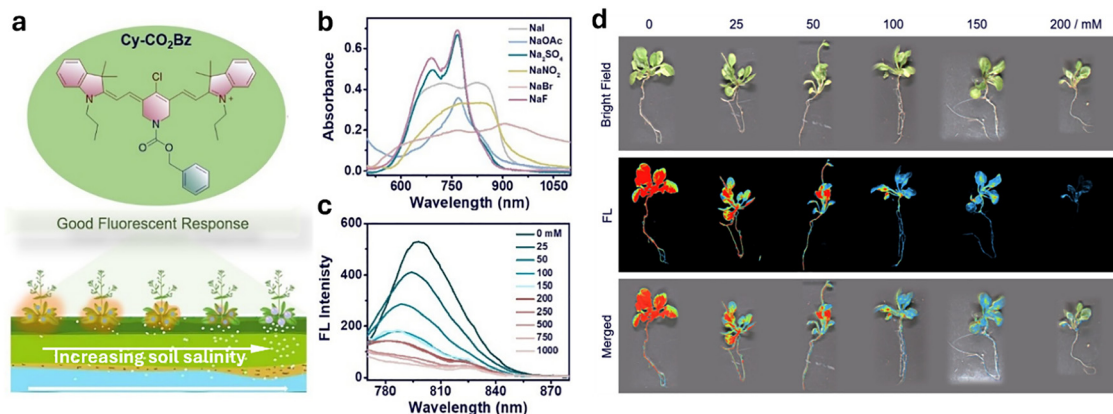 a
Cy-CO₂Bz
Cl
N
N
+
N
O
O
Good Fluorescent Response
Increasing soil salinity
b
Absorbance
0.6
0.4
0.2
0.0
NaI
NaOAc
Na₂SO₄
NaNO₂
NaBr
NaF
600 750 900 1050
Wavelength (nm)
c
FL Intenisty
600
400
200
0
0 mM
25
50
100
150
200
250
500
750
1000
780 810 840 870
Wavelength (nm)
d
0 25 50 100 150 200 / mM
Bright Field
FL
Merged